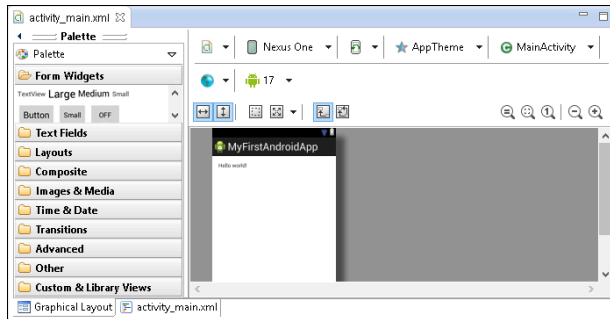 activity_main.xml
Palette
Palette
Form Widgets
TextView Large Medium Small
Button Small OFF
Text Fields
Layouts
Composite
Images & Media
Time & Date
Transitions
Advanced
Other
Custom & Library Views
Nexus One AppTheme MainActivity
17
MyFirstAndroidApp
Hello world!
Graphical Layout activity_main.xml